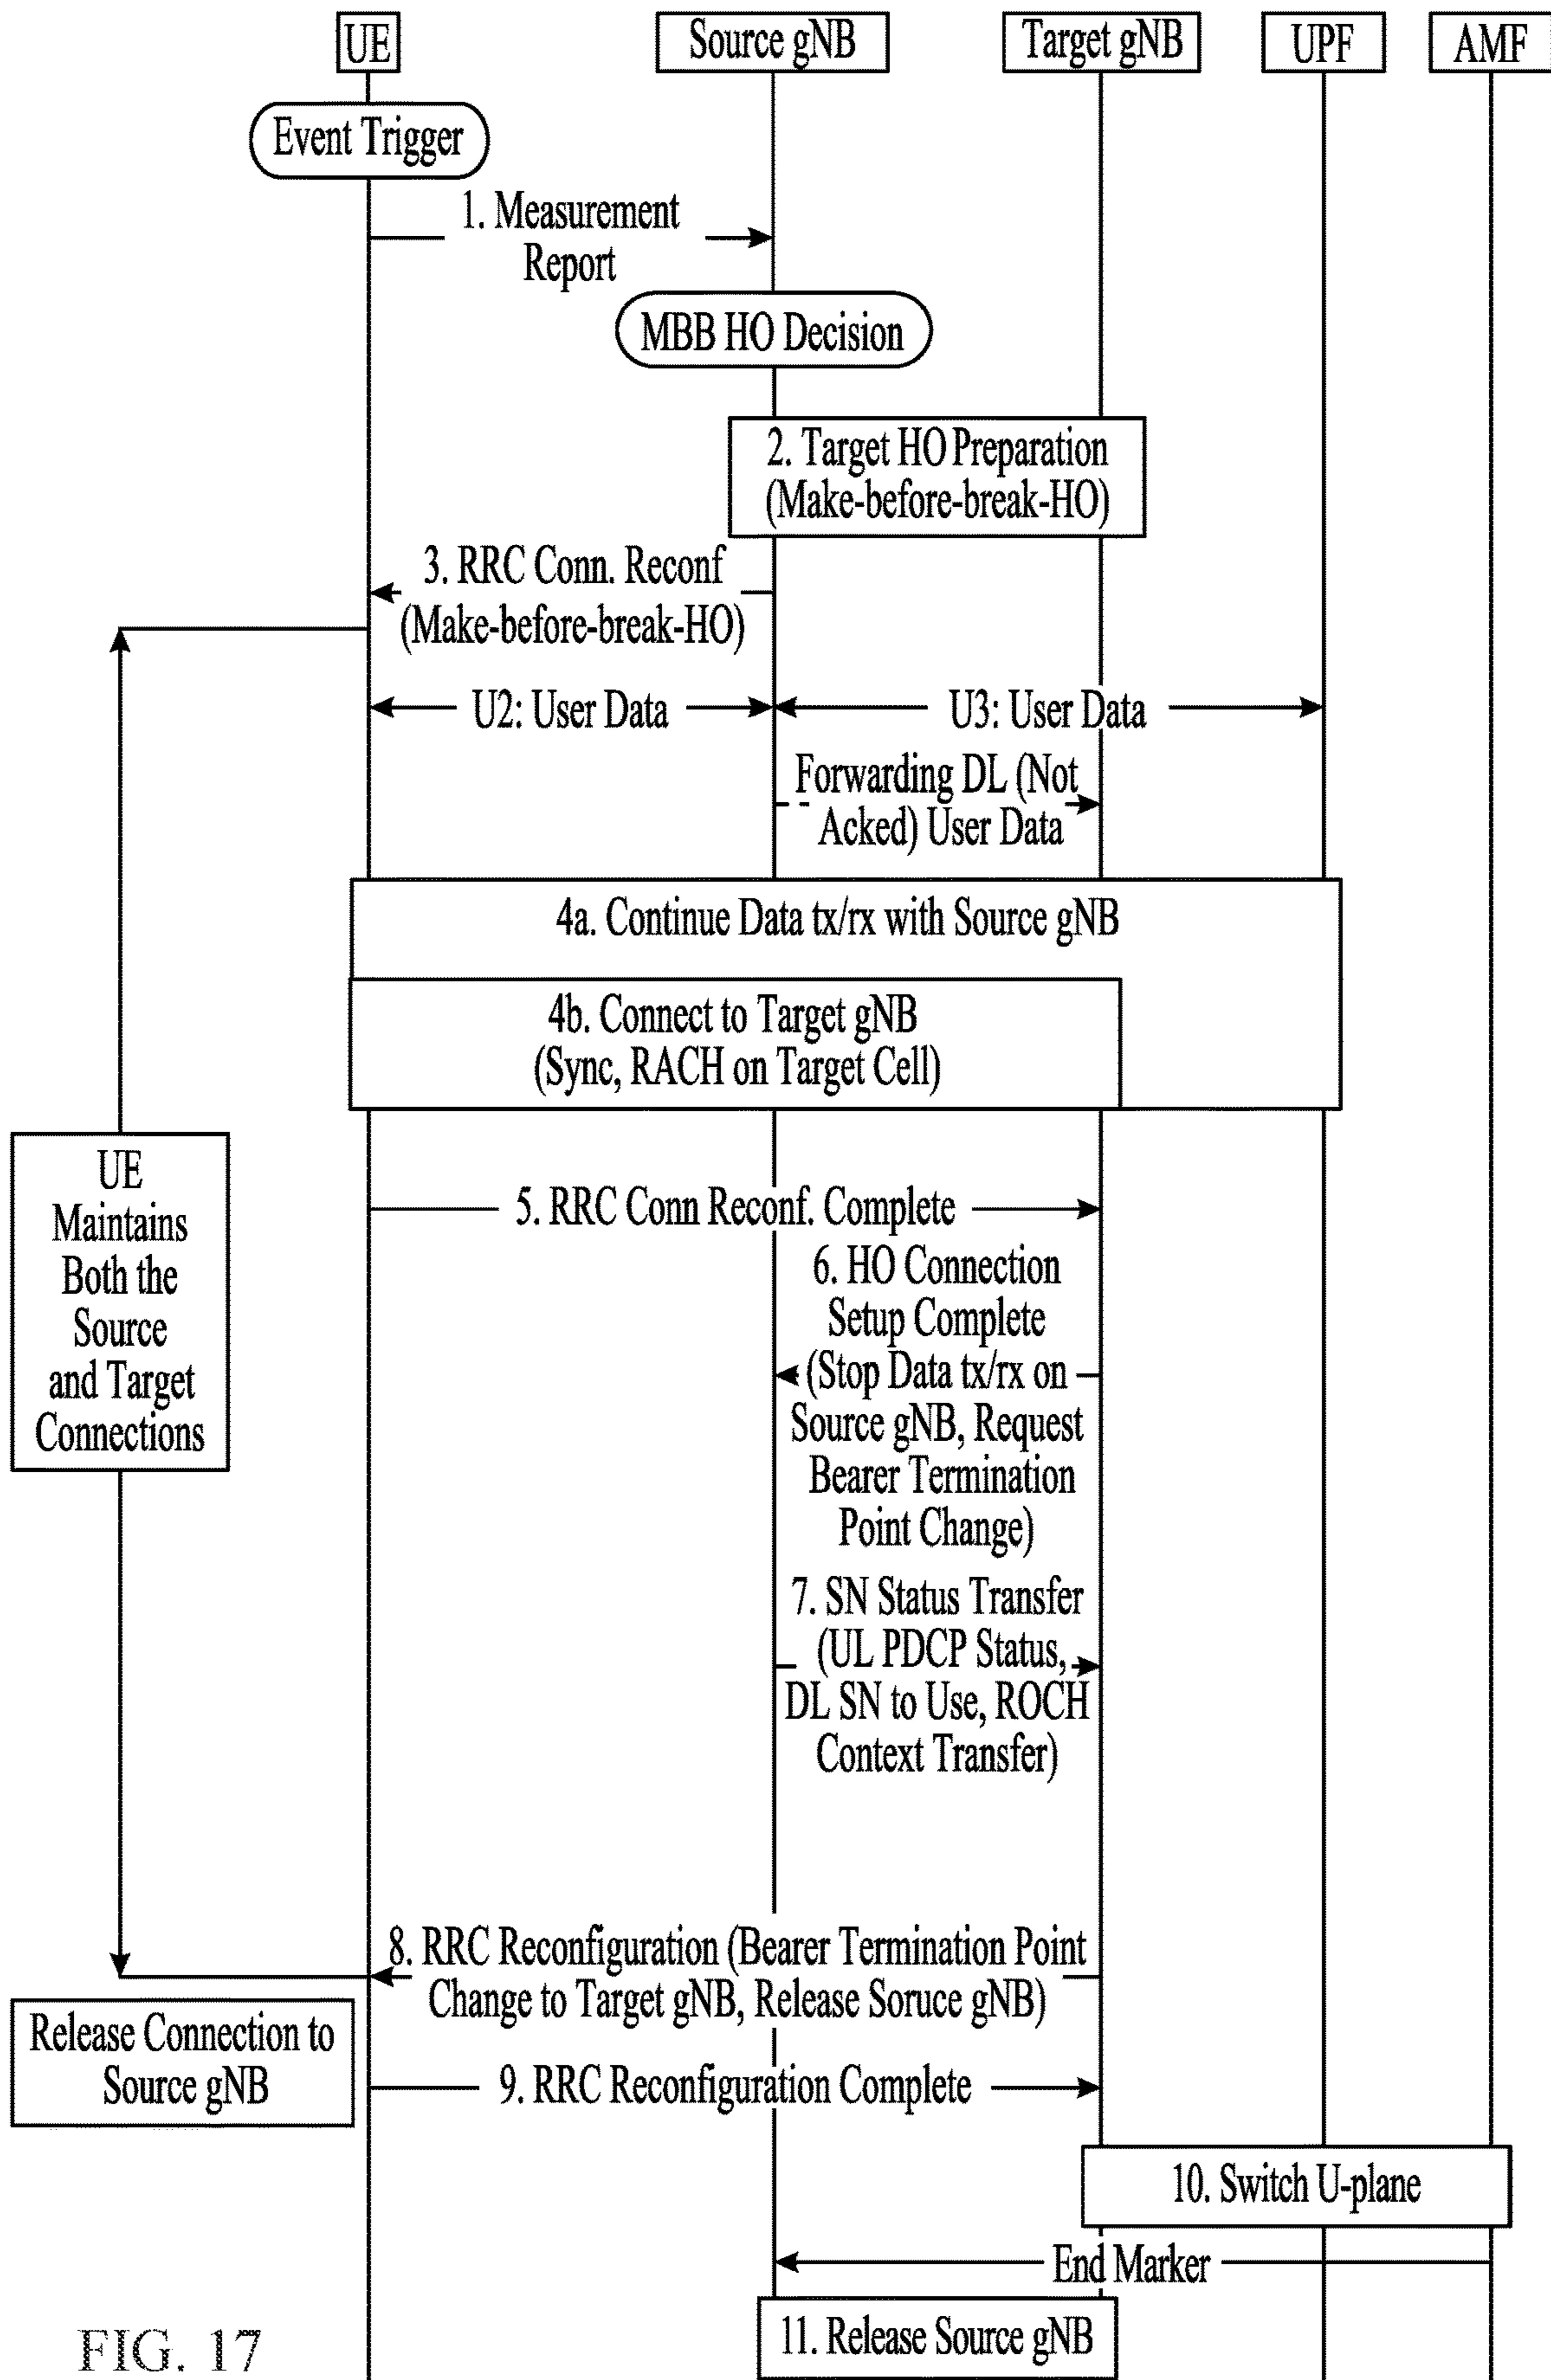 UE
Source gNB
Target gNB
UPF
AMF
Event Trigger
1. Measurement
Report
MBB HO Decision
2. Target HO Preparation
(Make-before-break-HO)
3. RRC Conn. Reconf
(Make-before-break-HO)
U2: User Data
U3: User Data
Forwarding DL (Not
Acked) User Data
4a. Continue Data tx/rx with Source gNB
4b. Connect to Target gNB
(Sync, RACH on Target Cell)
UE
Maintains
Both the
Source
and Target
Connections
5. RRC Conn Reconf. Complete
6. HO Connection
Setup Complete
(Stop Data tx/rx on
Source gNB, Request
Bearer Termination
Point Change)
7. SN Status Transfer
(UL PDCP Status,
DL SN to Use, ROCH
Context Transfer)
8. RRC Reconfiguration (Bearer Termination Point
Change to Target gNB, Release Soruce gNB)
Release Connection to
Source gNB
9. RRC Reconfiguration Complete
10. Switch U-plane
End Marker
11. Release Source gNB
FIG. 17